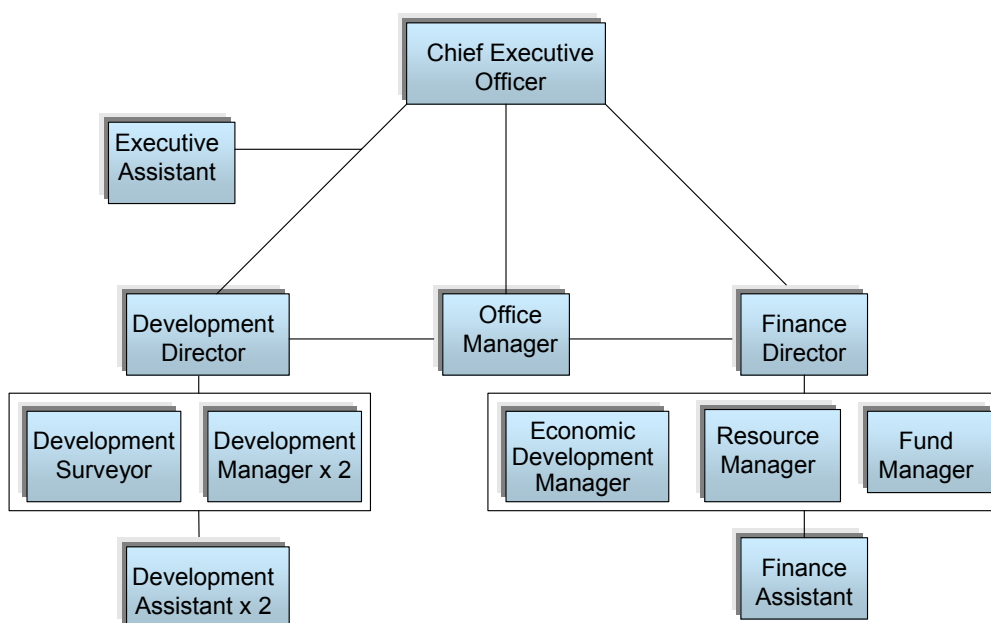 Chief Executive
Officer
Executive
Assistant
Development
Director
Office
Manager
Finance
Director
Development
Surveyor
Development
Manager x 2
Economic
Development
Manager
Resource
Manager
Fund
Manager
Development
Assistant x 2
Finance
Assistant